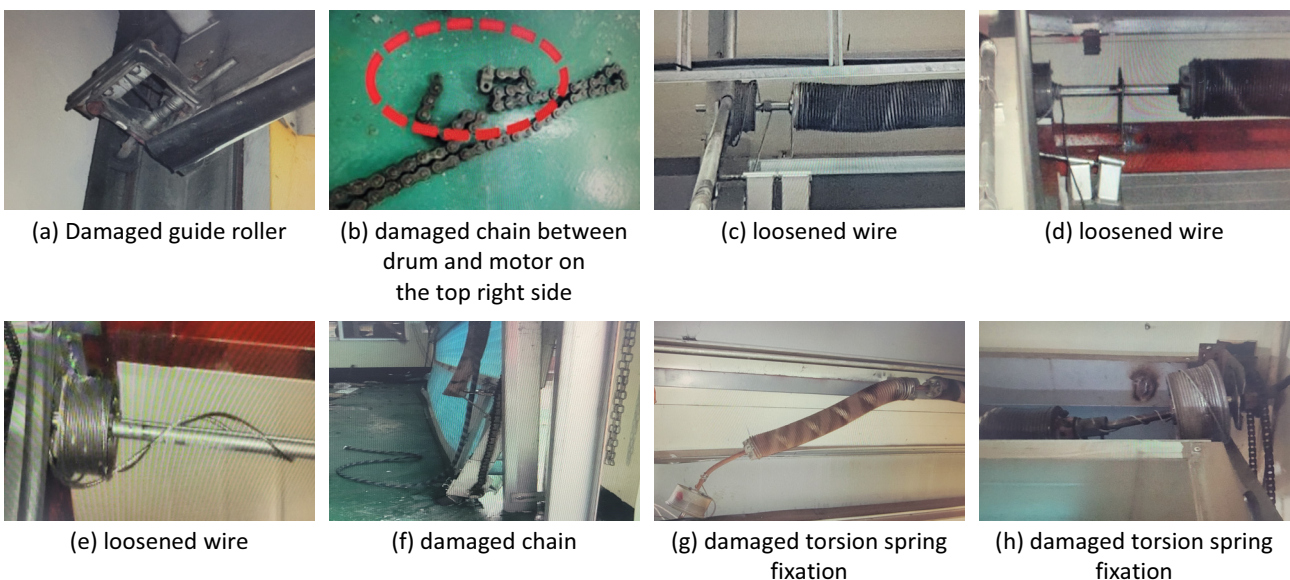 (a) Damaged guide roller
(b) damaged chain between
drum and motor on
the top right side
(c) loosened wire
(d) loosened wire
(e) loosened wire
(f) damaged chain
(g) damaged torsion spring
fixation
(h) damaged torsion spring
fixation